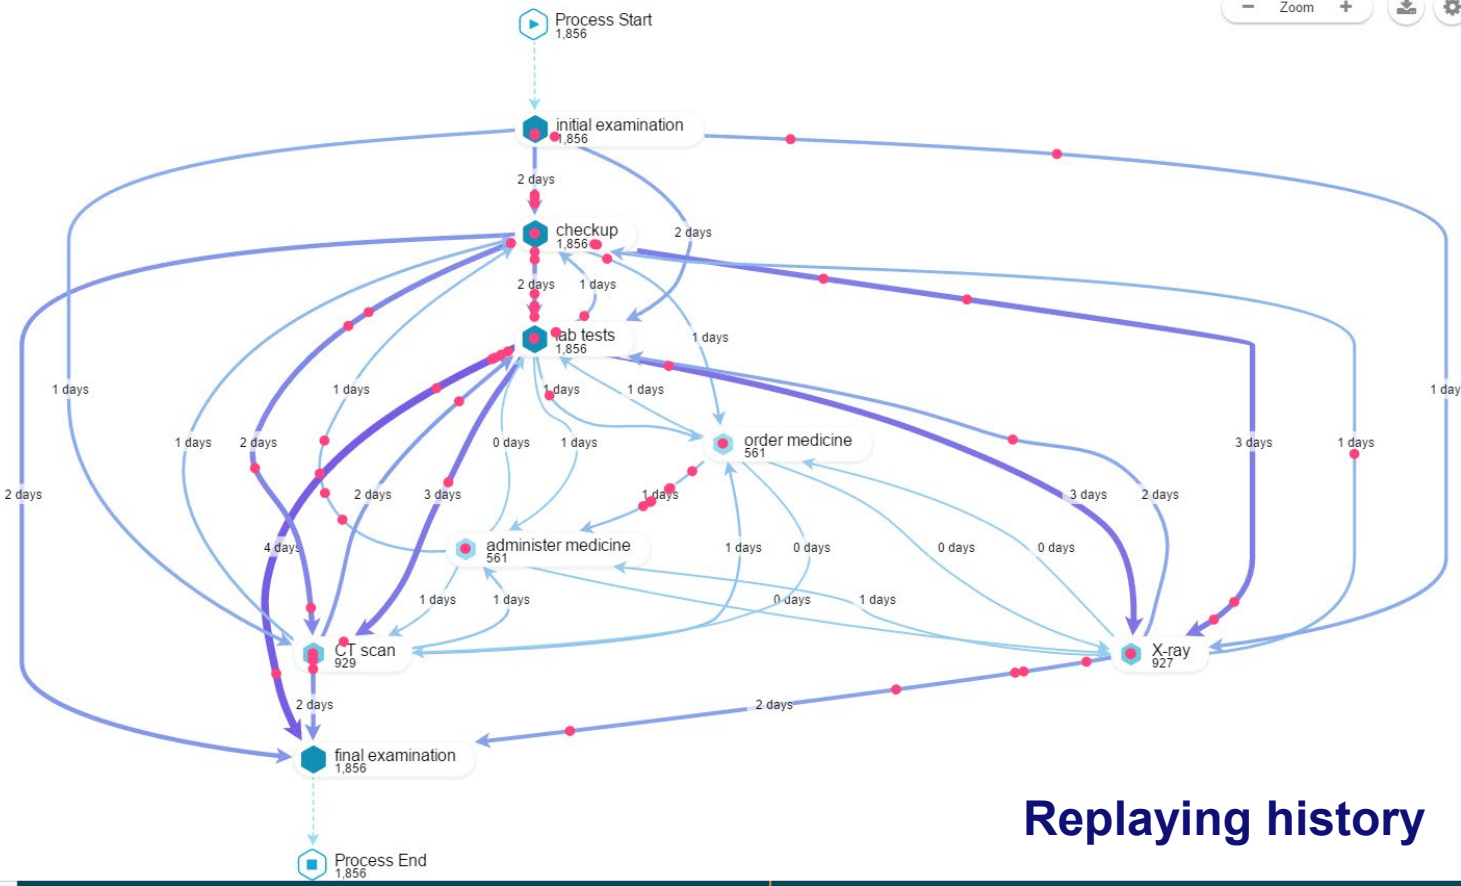 Process Start
1,856
Zoom
initial examination
1,856
2 days
checkup
1,856
2 days
2 days
1 days
lab tests
1,856
1 days
1 days
1 days
1 days
1 days
1 day
order medicine
561
1 days
2 days
0 days
1 days
3 days
1 days
2 days
2 days
3 days
1 days
3 days
2 days
4 days
administer medicine
561
1 days
0 days
0 days
0 days
1 days
1 days
0 days
1 days
CT scan
929
X-ray
927
2 days
2 days
final examination
1,856
Replaying history
Process End
1,856